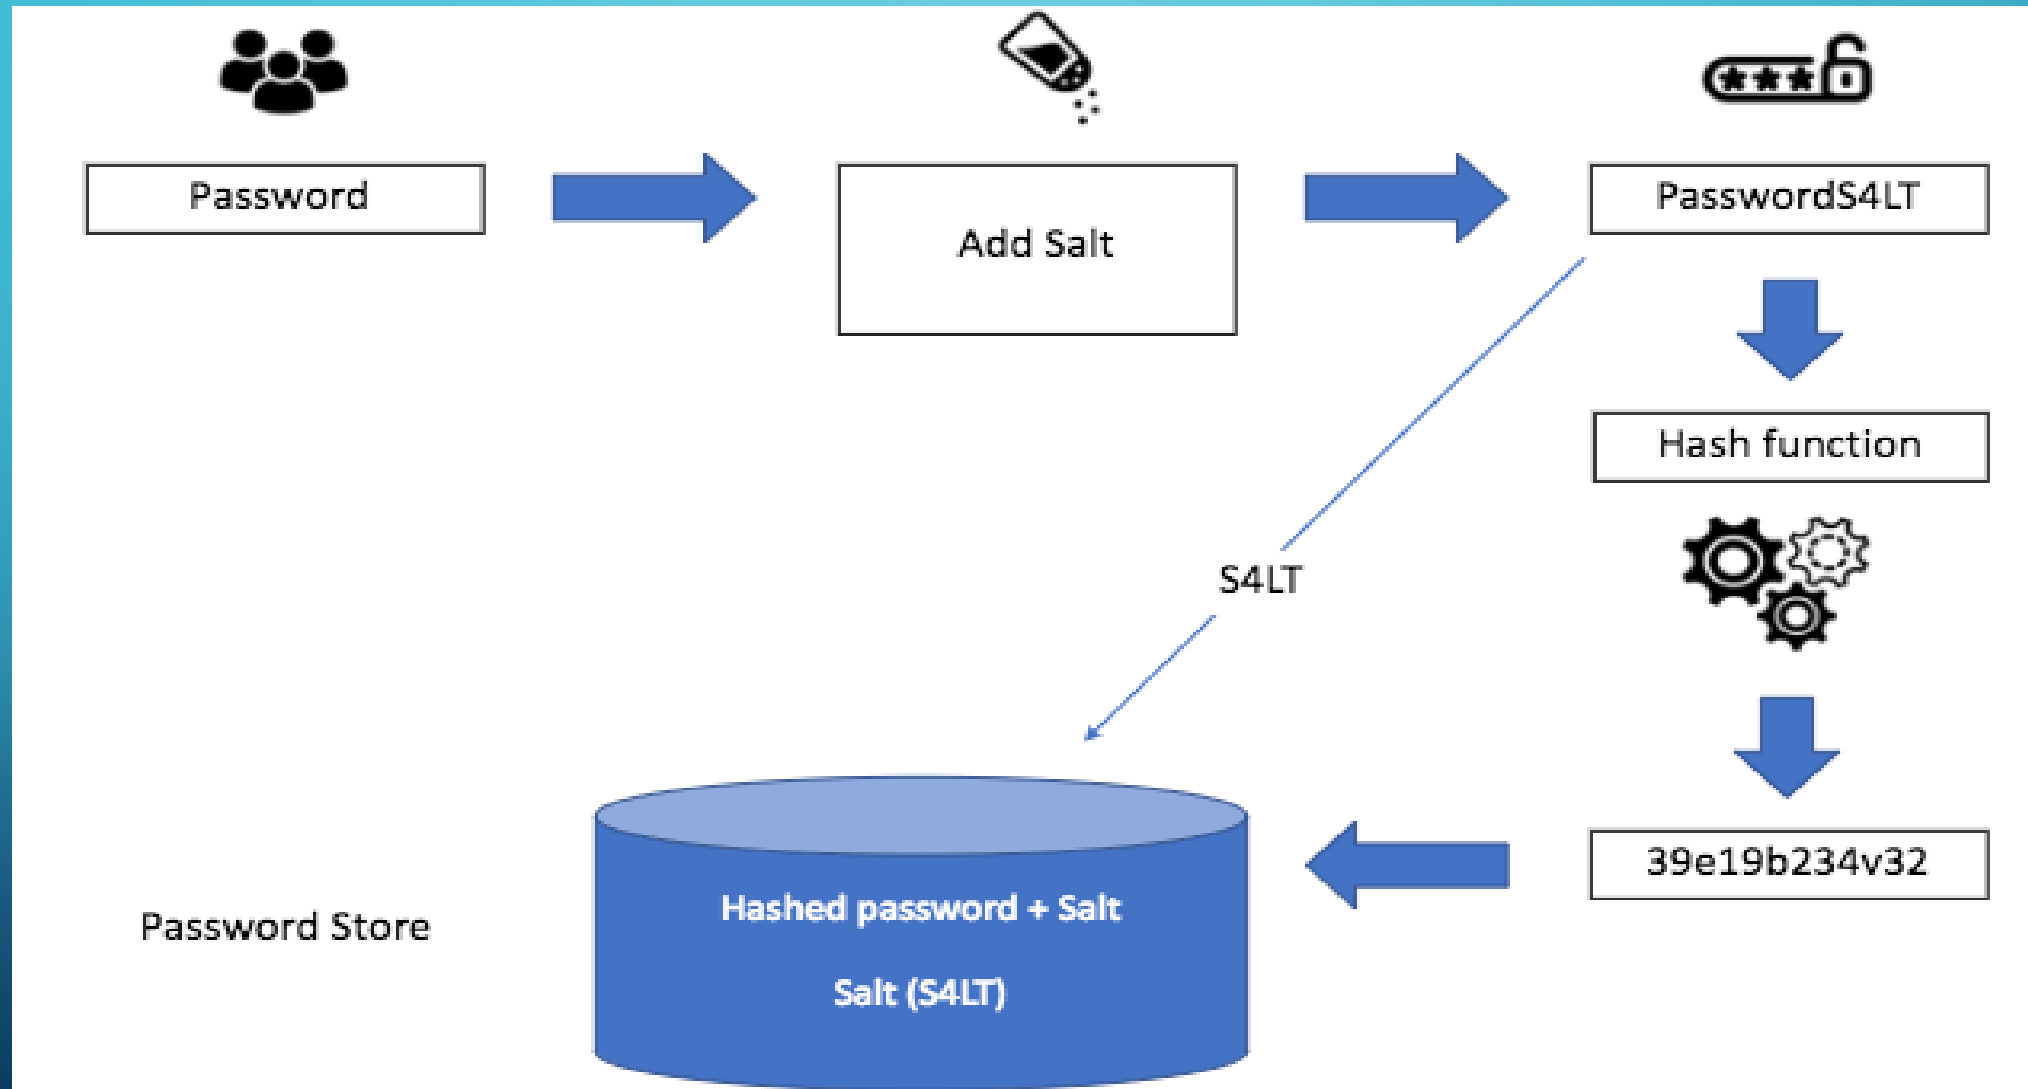 Password
Add Salt
PasswordS4LT
Hash function
S4LT
39e19b234v32
Password Store
Hashed password + Salt
Salt (S4LT)